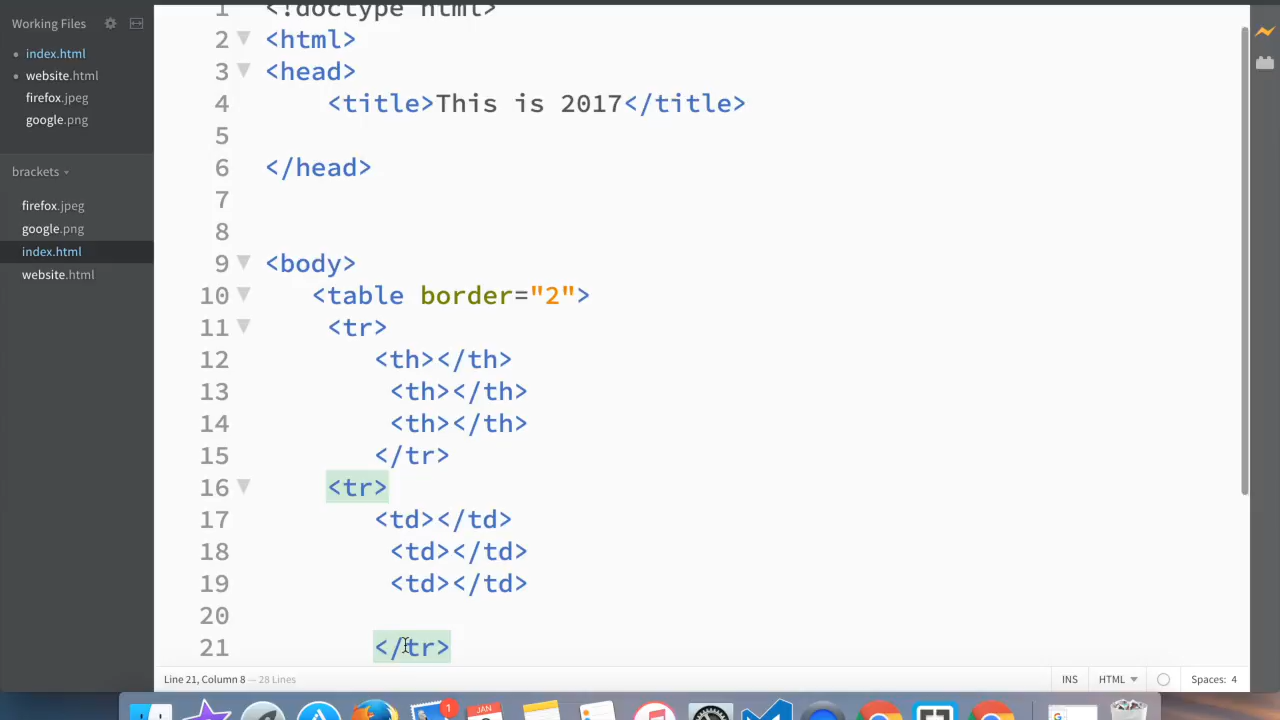 Working Files
index.html
website.html
firefox.jpeg
google.png
brackets
firefox.jpeg
google.png
index.html
website.html
1 <!doctype html>
2 <html>
3 <head>
4 <title>This is 2017</title>
5
6 </head>
7
8
9 <body>
10 <table border="2">
11 <tr>
12 <th></th>
13 <th></th>
14 <th></th>
15 </tr>
16 <tr>
17 <td></td>
18 <td></td>
19 <td></td>
20
21 </tr>
Line 21, Column 8 — 28 Lines
INS HTML Spaces: 4
1 JAN